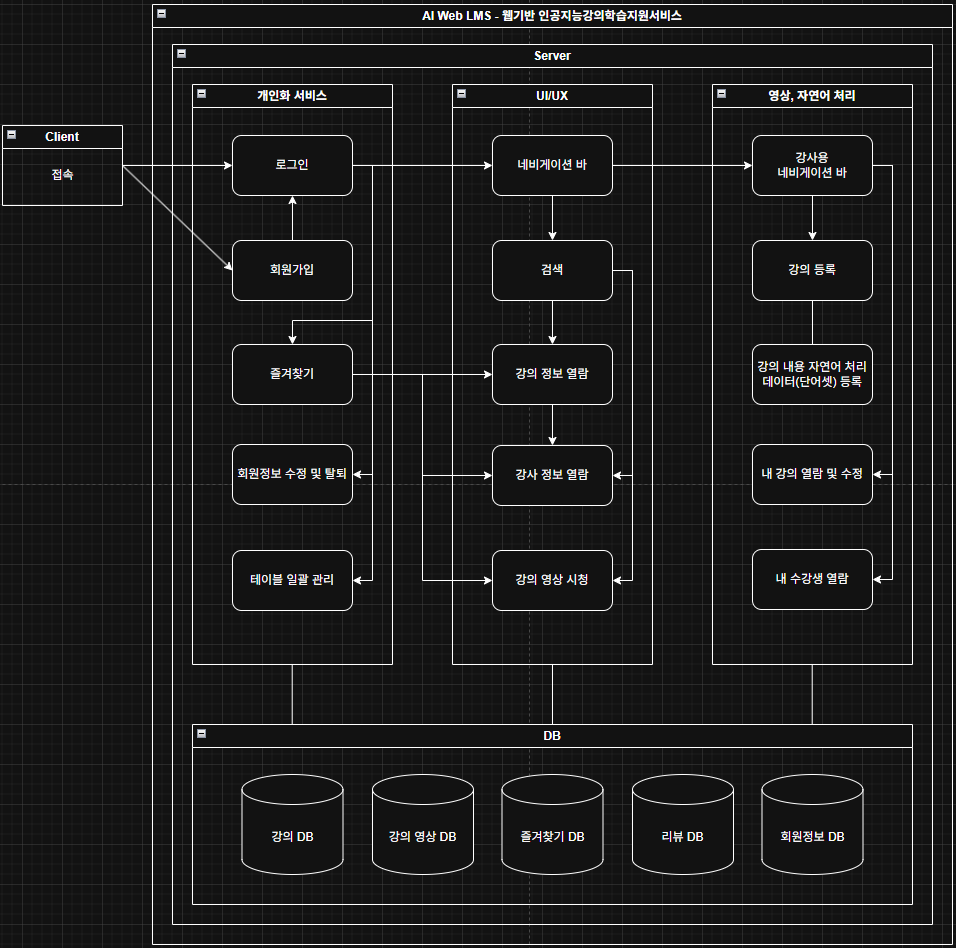 AI Web LMS - 웹기반 인공지능강의학습지원서비스
Server
Client
접속
개인화 서비스
로그인
회원가입
즐겨찾기
회원정보 수정 및 탈퇴
테이블 일괄 관리
UI/UX
네비게이션 바
검색
강의 정보 열람
강사 정보 열람
강의 영상 시청
영상, 자연어 처리
강사용
네비게이션 바
강의 등록
강의 내용 자연어 처리
데이터(단어셋) 등록
내 강의 열람 및 수정
내 수강생 열람
DB
강의 DB
강의 영상 DB
즐겨찾기 DB
리뷰 DB
회원정보 DB